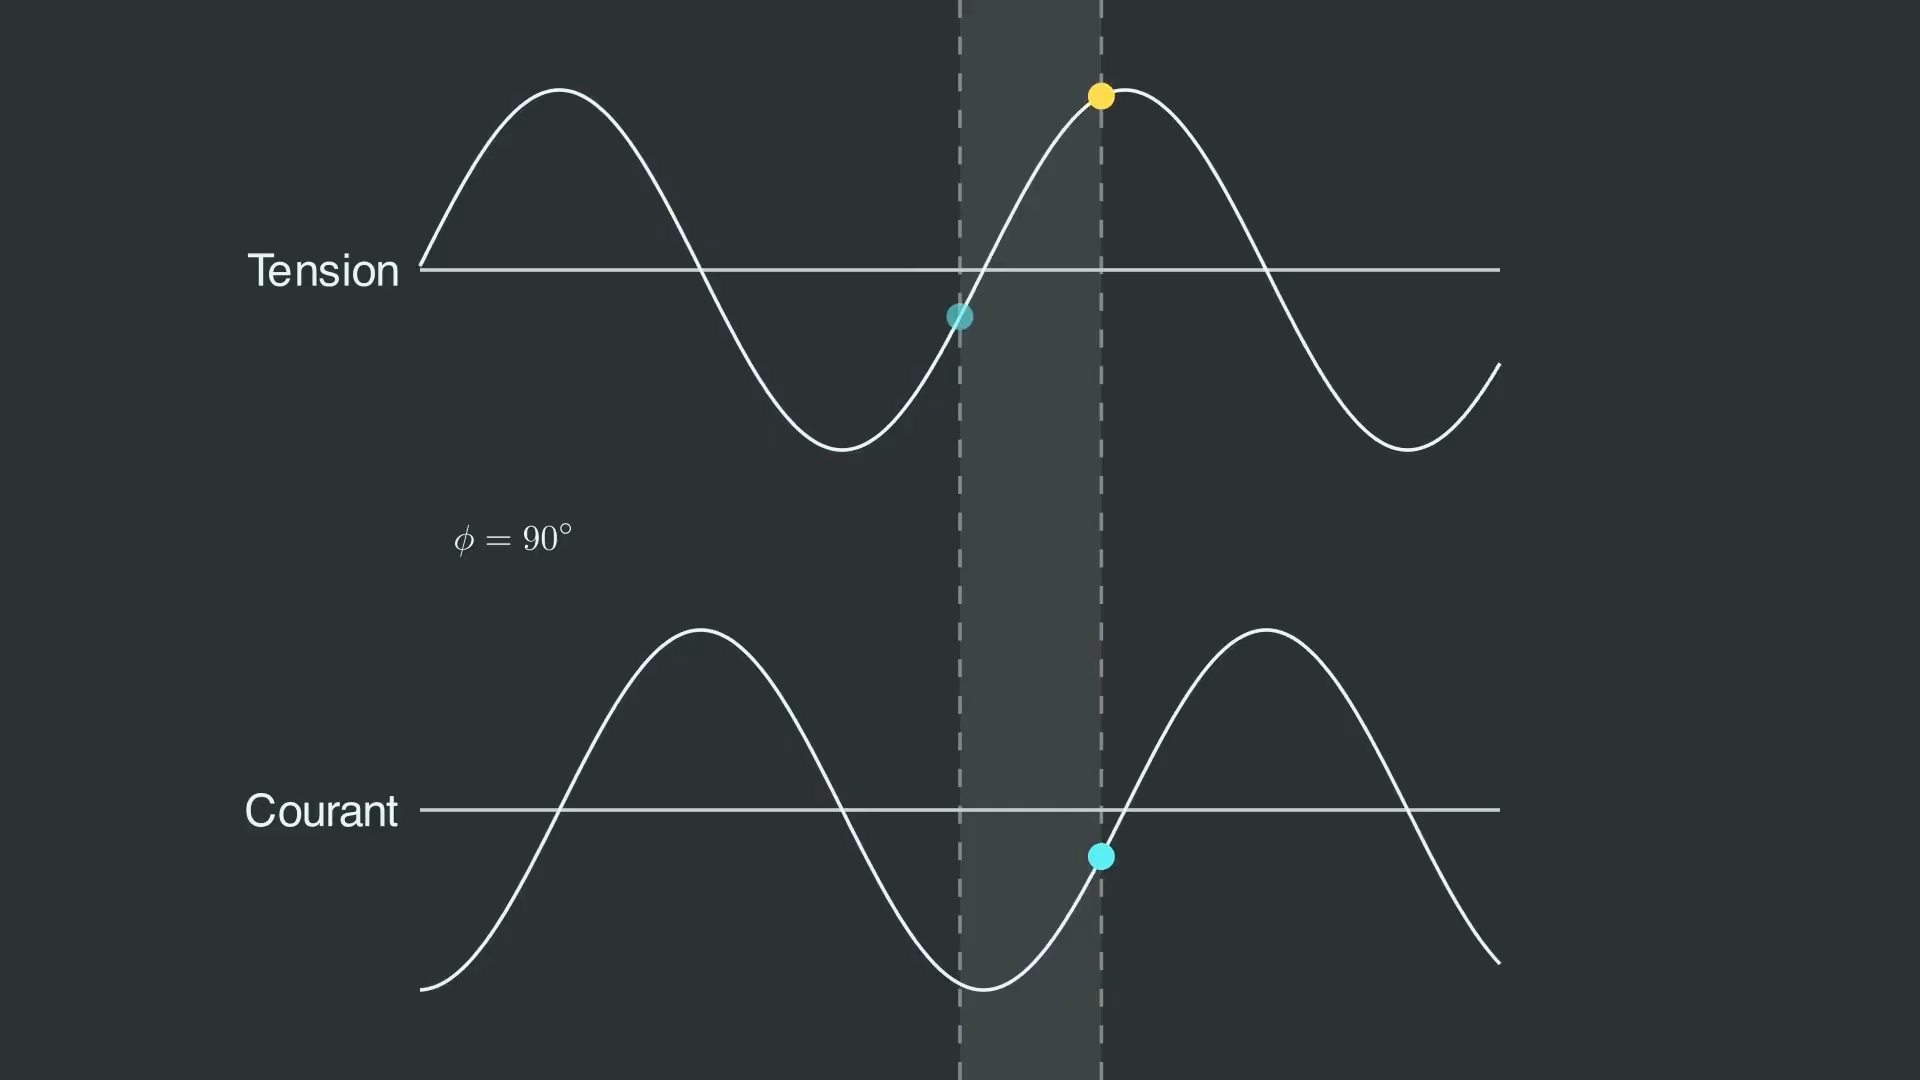 Tension
ϕ = 90°
Courant